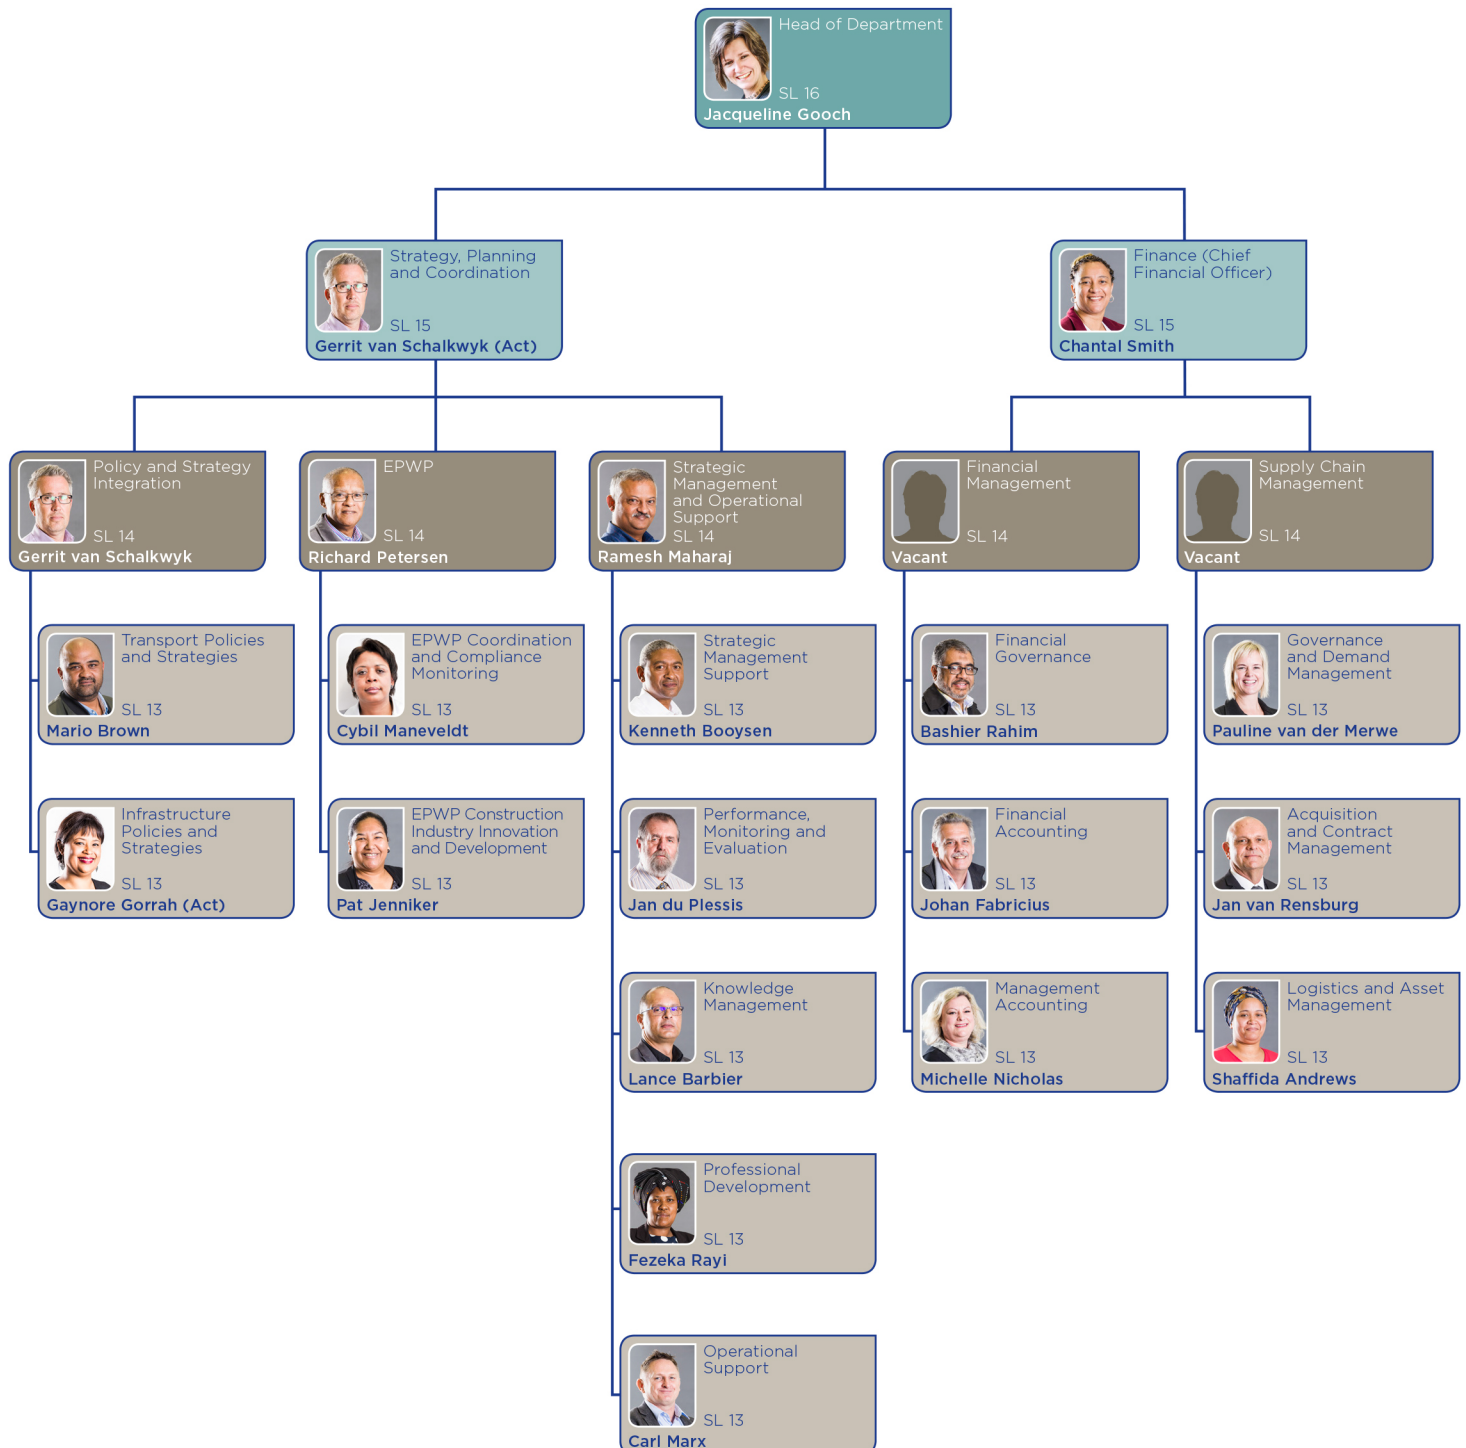 Head of Department
SL 16
Jacqueline Gooch
Strategy, Planning
and Coordination
SL 15
Gerrit van Schalkwyk (Act)
Finance (Chief
Financial Officer)
SL 15
Chantal Smith
Policy and Strategy
Integration
SL 14
Gerrit van Schalkwyk
EPWP
SL 14
Richard Petersen
Strategic
Management
and Operational
Support
SL 14
Ramesh Maharaj
Financial
Management
SL 14
Vacant
Supply Chain
Management
SL 14
Vacant
Transport Policies
and Strategies
SL 13
Mario Brown
EPWP Coordination
and Compliance
Monitoring
SL 13
Cybil Maneveldt
Strategic
Management
Support
SL 13
Kenneth Booysen
Financial
Governance
SL 13
Bashier Rahim
Governance
and Demand
Management
SL 13
Pauline van der Merwe
Infrastructure
Policies and
Strategies
SL 13
Gaynore Gorrah (Act)
EPWP Construction
Industry Innovation
and Development
SL 13
Pat Jenniker
Performance,
Monitoring and
Evaluation
SL 13
Jan du Plessis
Financial
Accounting
SL 13
Johan Fabricius
Acquisition
and Contract
Management
SL 13
Jan van Rensburg
Knowledge
Management
SL 13
Lance Barbier
Management
Accounting
SL 13
Michelle Nicholas
Logistics and Asset
Management
SL 13
Shaffida Andrews
Professional
Development
SL 13
Fezeka Rayi
Operational
Support
SL 13
Carl Marx